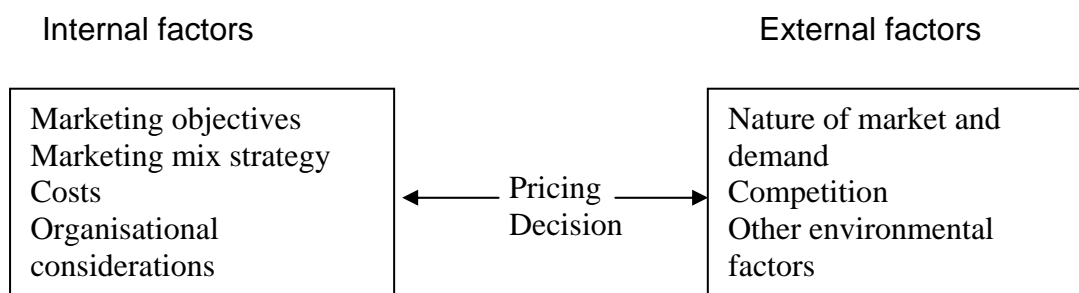 Internal factors
External factors
Marketing objectives
Marketing mix strategy
Costs
Organisational
considerations
Pricing
Decision
Nature of market and
demand
Competition
Other environmental
factors